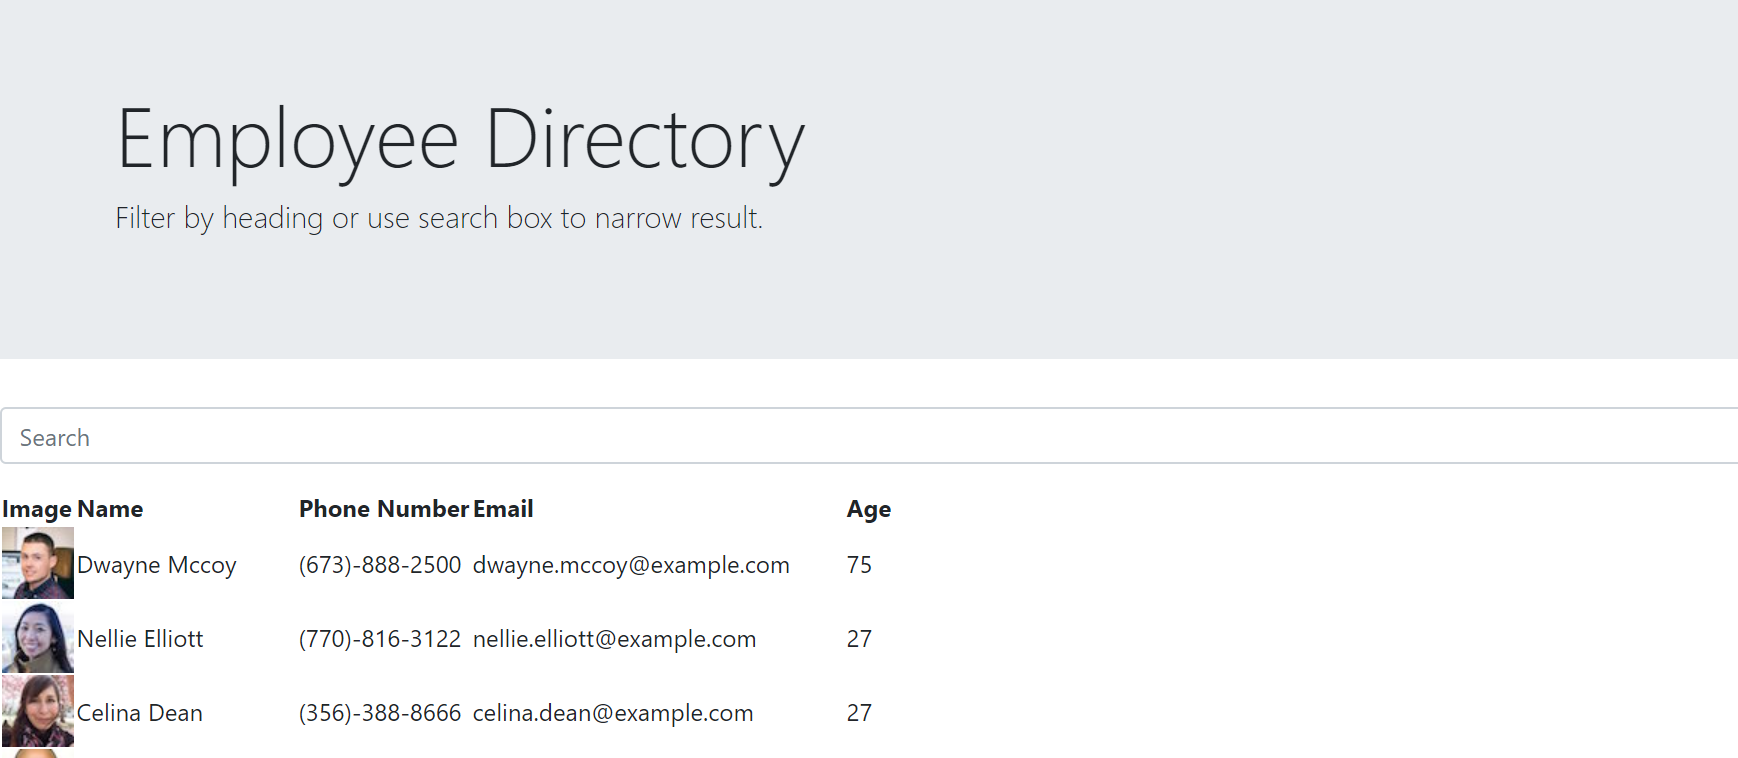 Employee Directory
Filter by heading or use search box to narrow result.
Search
Image Name Phone Number Email Age
Dwayne Mccoy (673)-888-2500 dwayne.mccoy@example.com 75
Nellie Elliott (770)-816-3122 nellie.elliott@example.com 27
Celina Dean (356)-388-8666 celina.dean@example.com 27